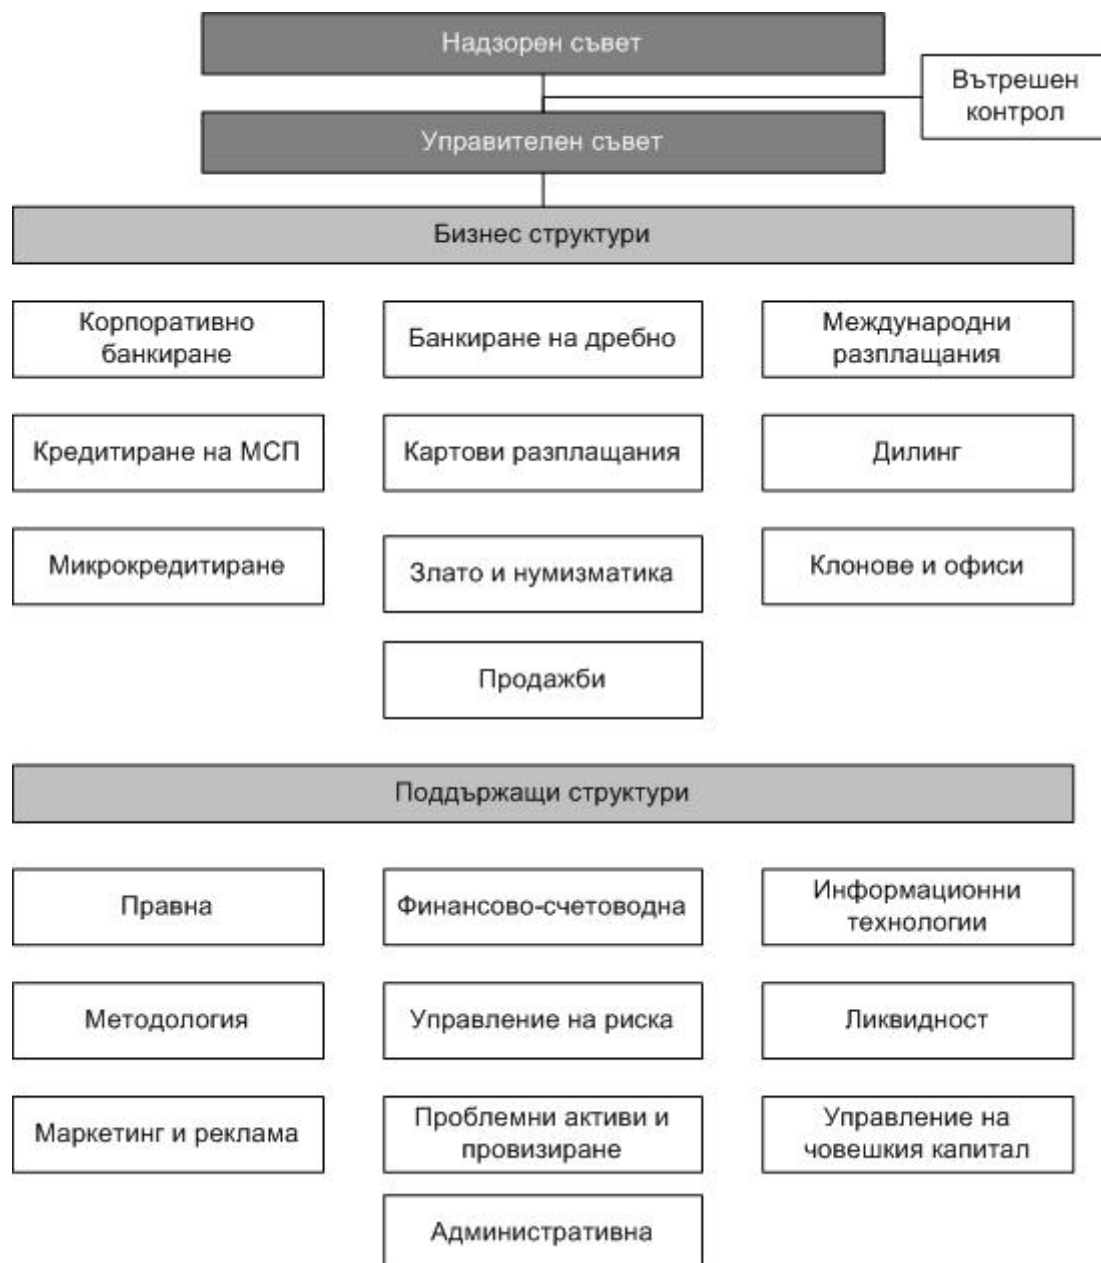 Надзорен съвет
Вътрешен
контрол
Управителен съвет
Бизнес структури
Корпоративно
банкиране
Банкиране на дребно
Международни
разплащания
Кредитиране на МСП
Картови разплащания
Дилинг
Микрокредитиране
Злато и нумизматика
Клонове и офиси
Продажби
Поддържащи структури
Правна
Финансово-счетоводна
Информационни
технологии
Методология
Управление на риска
Ликвидност
Маркетинг и реклама
Проблемни активи и
провизиране
Управление на
човешкия капитал
Административна